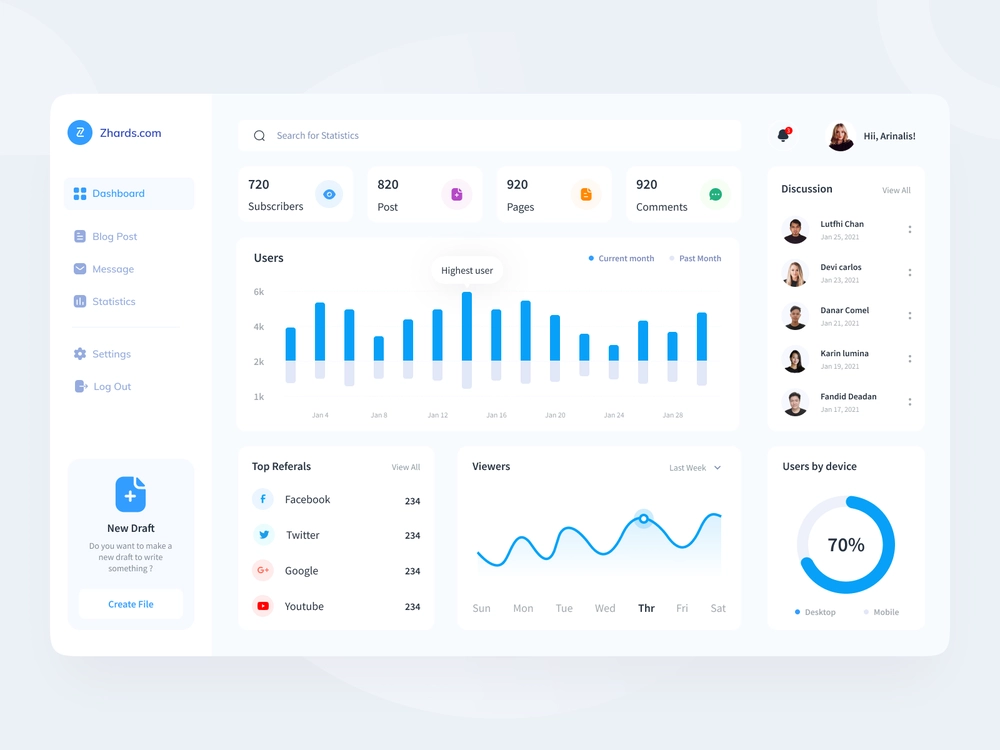 Zhards.com
Dashboard
Blog Post
Message
Statistics
Settings
Log Out
New Draft
Do you want to make a
new draft to write
something ?
Create File
Search for Statistics
Hii, Arinalis!
720
Subscribers
820
Post
920
Pages
920
Comments
Users
Current month
Past Month
Highest user
6k
4k
2k
1k
Jan 4 Jan 8 Jan 12 Jan 16 Jan 20 Jan 24 Jan 28
Discussion View All
Lutfhi Chan
Jan 25, 2021
Devi carlos
Jan 23, 2021
Danar Comel
Jan 21, 2021
Karin lumina
Jan 19, 2021
Fandid Deadan
Jan 17, 2021
Top Referals View All
Facebook 234
Twitter 234
Google 234
Youtube 234
Viewers Last Week
Sun Mon Tue Wed Thr Fri Sat
Users by device
70%
Desktop Mobile